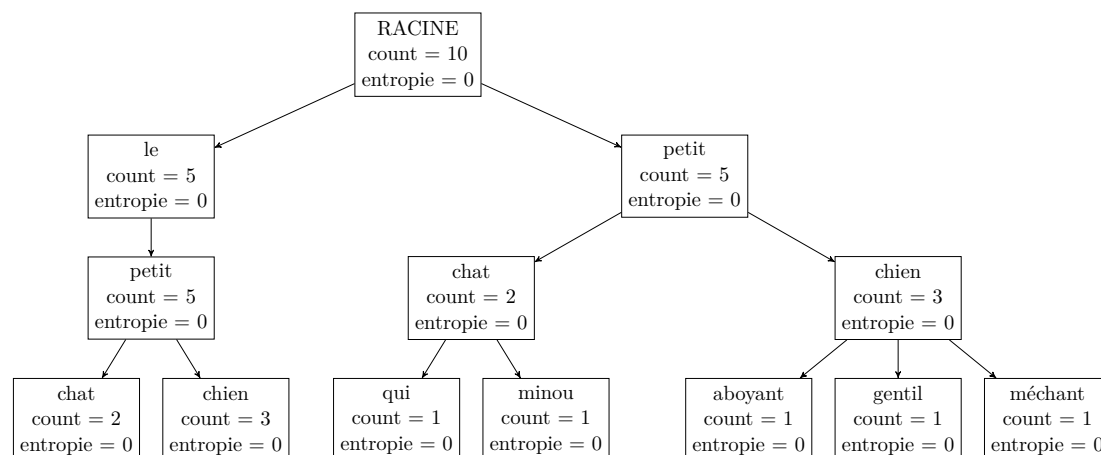 RACINE
count = 10
entropie = 0
le
count = 5
entropie = 0
petit
count = 5
entropie = 0
petit
count = 5
entropie = 0
chat
count = 2
entropie = 0
chien
count = 3
entropie = 0
chat
count = 2
entropie = 0
chien
count = 3
entropie = 0
qui
count = 1
entropie = 0
minou
count = 1
entropie = 0
aboyant
count = 1
entropie = 0
gentil
count = 1
entropie = 0
méchant
count = 1
entropie = 0